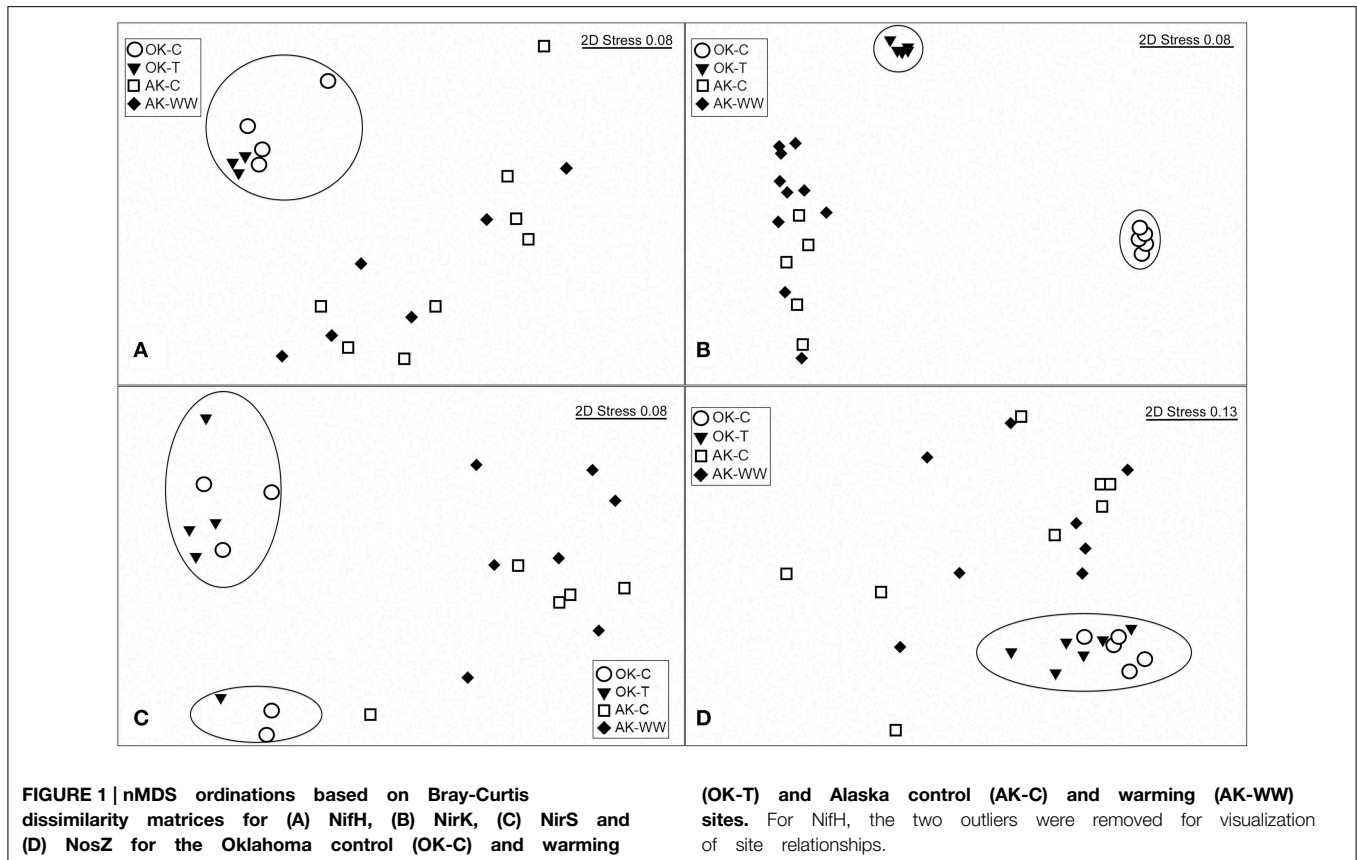 OK-C
OK-T
AK-C
AK-WW
2D Stress 0.08
A
OK-C
OK-T
AK-C
AK-WW
2D Stress 0.08
B
2D Stress 0.08
OK-C
OK-T
AK-C
AK-WW
C
2D Stress 0.13
OK-C
OK-T
AK-C
AK-WW
D
FIGURE 1 | nMDS ordinations based on Bray-Curtis
dissimilarity matrices for (A) NifH, (B) NirK, (C) NirS and
(D) NosZ for the Oklahoma control (OK-C) and warming
(OK-T) and Alaska control (AK-C) and warming (AK-WW)
sites. For NifH, the two outliers were removed for visualization
of site relationships.